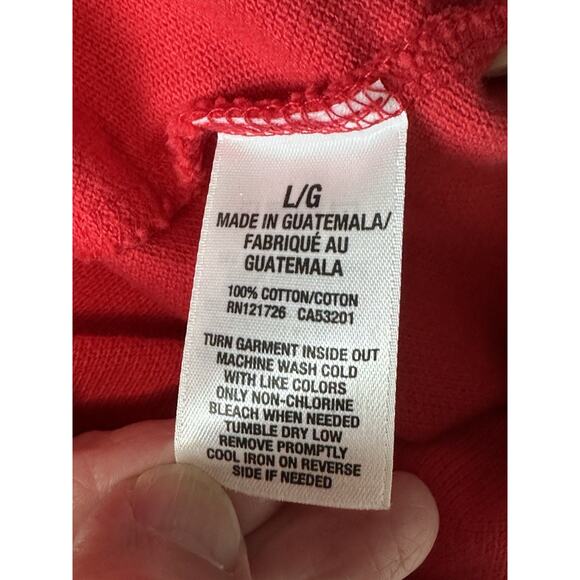 L/G
MADE IN GUATEMALA/
FABRIQUÉ AU
GUATEMALA
100% COTTON/COTON
RN121726 CA53201
TURN GARMENT INSIDE OUT
MACHINE WASH COLD
WITH LIKE COLORS
ONLY NON-CHLORINE
BLEACH WHEN NEEDED
TUMBLE DRY LOW
REMOVE PROMPTLY
COOL IRON ON REVERSE
SIDE IF NEEDED